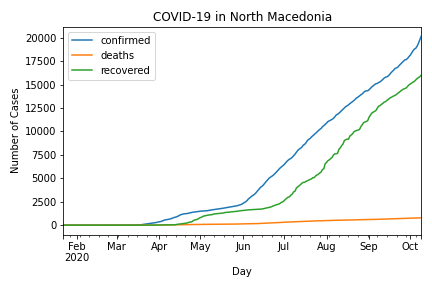 COVID-19 in North Macedonia
confirmed
deaths
recovered
20000
17500
15000
12500
10000
7500
5000
2500
0
Number of Cases
Feb Mar Apr May Jun Jul Aug Sep Oct
2020
Day